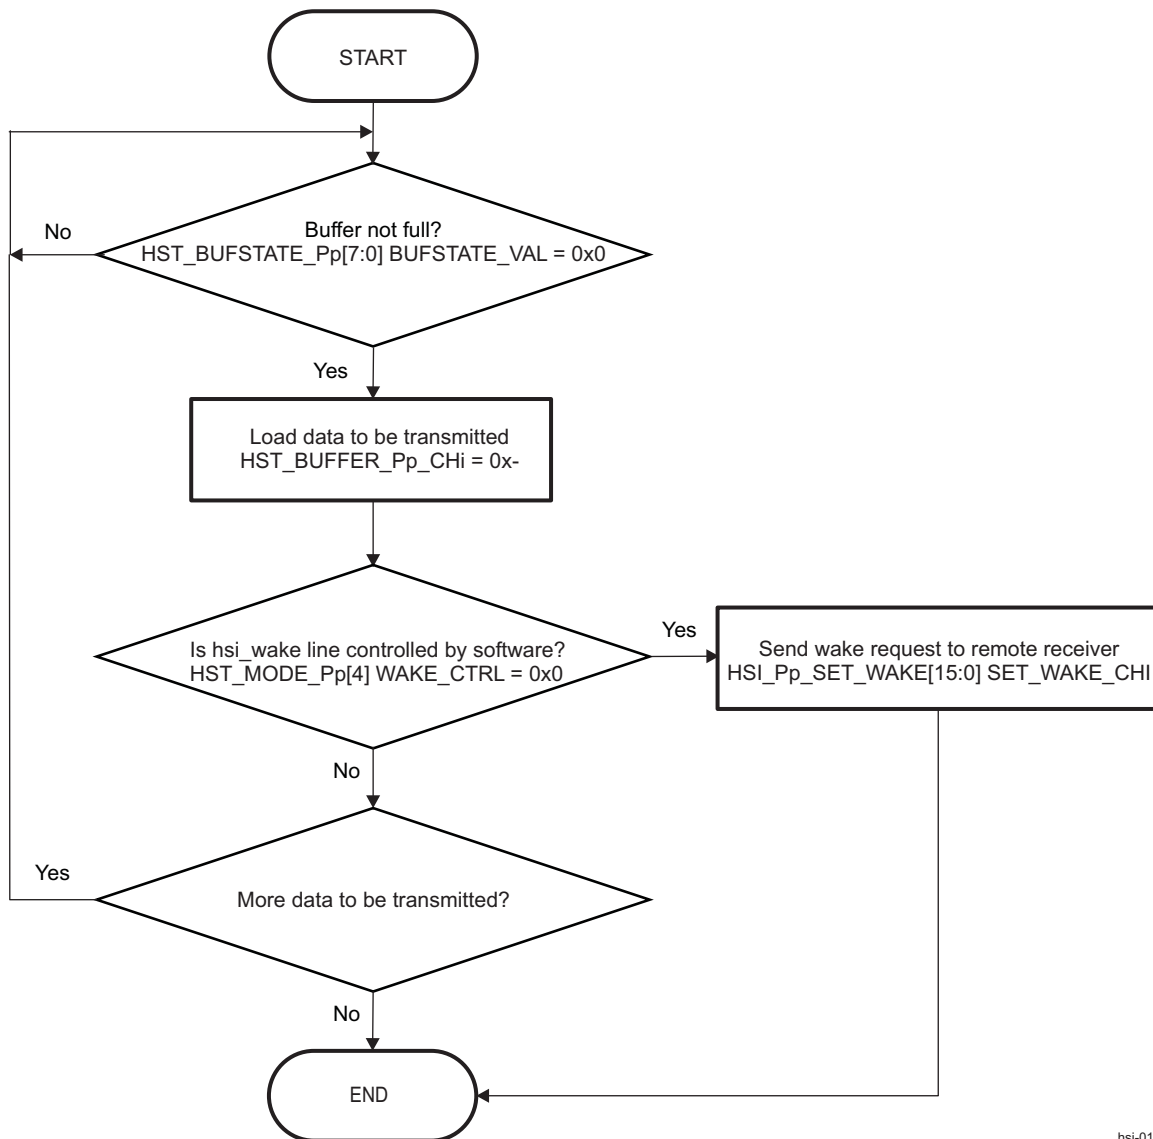 START
No
Buffer not full?
HST_BUFSTATE_Pp[7:0] BUFSTATE_VAL = 0x0
Yes
Load data to be transmitted
HST_BUFFER_Pp_CHi = 0x-
Is hsi_wake line controlled by software?
HST_MODE_Pp[4] WAKE_CTRL = 0x0
Yes
Send wake request to remote receiver
HSI_Pp_SET_WAKE[15:0] SET_WAKE_CHI
No
Yes
More data to be transmitted?
No
END
hsi-01